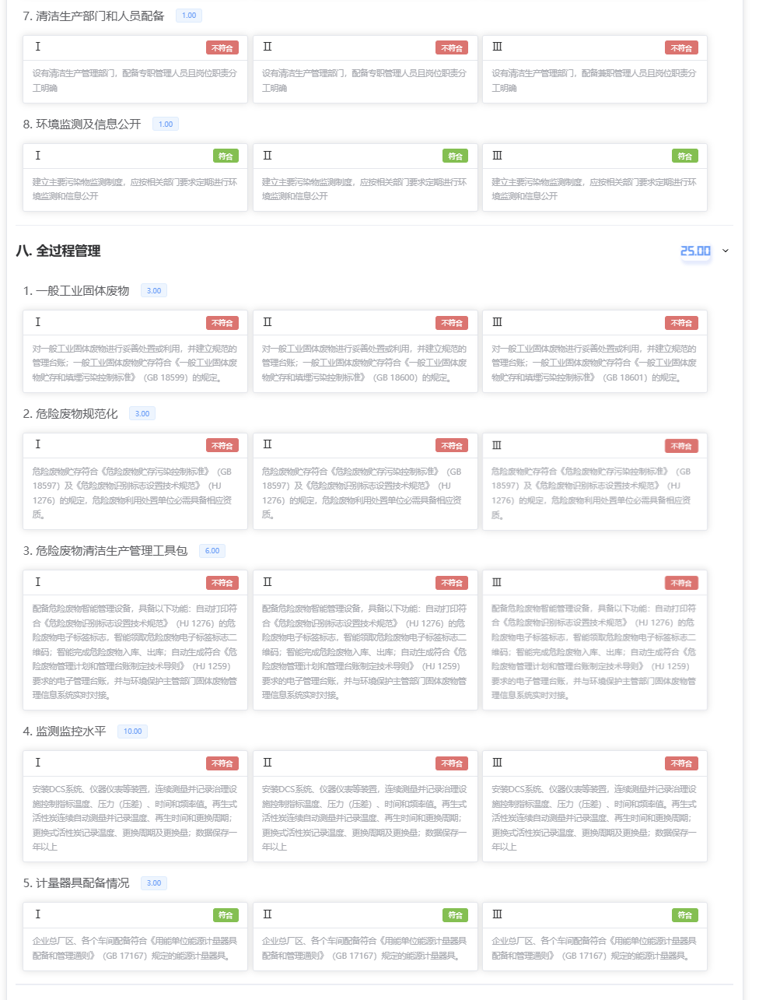 7. 清洁生产部门和人员配备 1.00
Ⅰ 不符合 Ⅱ 不符合 Ⅲ 不符合
设有清洁生产管理部门，配备专职管理人员且岗位职责分
工明确
设有清洁生产管理部门，配备专职管理人员且岗位职责分
工明确
设有清洁生产管理部门，配备兼职管理人员且岗位职责分
工明确
8. 环境监测及信息公开 1.00
Ⅰ 符合 Ⅱ 符合 Ⅲ 符合
建立主要污染物监测制度，应按相关部门要求定期进行环
境监测和信息公开
建立主要污染物监测制度，应按相关部门要求定期进行环
境监测和信息公开
建立主要污染物监测制度，应按相关部门要求定期进行环
境监测和信息公开
八. 全过程管理 25.00
1. 一般工业固体废物 3.00
Ⅰ 不符合 Ⅱ 不符合 Ⅲ 不符合
对一般工业固体废物进行妥善处置或利用，并建立规范的
管理台账；一般工业固体废物贮存符合《一般工业固体废
物贮存和填埋污染控制标准》（GB 18599）的规定。
对一般工业固体废物进行妥善处置或利用，并建立规范的
管理台账；一般工业固体废物贮存符合《一般工业固体废
物贮存和填埋污染控制标准》（GB 18600）的规定。
对一般工业固体废物进行妥善处置或利用，并建立规范的
管理台账；一般工业固体废物贮存符合《一般工业固体废
物贮存和填埋污染控制标准》（GB 18601）的规定。
2. 危险废物规范化 3.00
Ⅰ 不符合 Ⅱ 不符合 Ⅲ 不符合
危险废物贮存符合《危险废物贮存污染控制标准》（GB
18597）及《危险废物识别标志设置技术规范》（HJ
1276）的规定，危险废物利用处置单位必需具备相应资
质。
危险废物贮存符合《危险废物贮存污染控制标准》（GB
18597）及《危险废物识别标志设置技术规范》（HJ
1276）的规定，危险废物利用处置单位必需具备相应资
质。
危险废物贮存符合《危险废物贮存污染控制标准》（GB
18597）及《危险废物识别标志设置技术规范》（HJ
1276）的规定，危险废物利用处置单位必需具备相应资
质。
3. 危险废物清洁生产管理工具包 6.00
Ⅰ 不符合 Ⅱ 不符合 Ⅲ 不符合
配备危险废物智能管理设备，具备以下功能：自动打印符
合《危险废物识别标志设置技术规范》（HJ 1276）的危
险废物电子标签标志，智能领取危险废物电子标签标志二
维码；智能完成危险废物入库、出库；自动生成符合《危
险废物管理计划和管理台账制定技术导则》（HJ 1259）
要求的电子管理台账，并与环境保护主管部门固体废物管
理信息系统实时对接。
配备危险废物智能管理设备，具备以下功能：自动打印符
合《危险废物识别标志设置技术规范》（HJ 1276）的危
险废物电子标签标志，智能领取危险废物电子标签标志二
维码；智能完成危险废物入库、出库；自动生成符合《危
险废物管理计划和管理台账制定技术导则》（HJ 1259）
要求的电子管理台账，并与环境保护主管部门固体废物管
理信息系统实时对接。
配备危险废物智能管理设备，具备以下功能：自动打印符
合《危险废物识别标志设置技术规范》（HJ 1276）的危
险废物电子标签标志，智能领取危险废物电子标签标志二
维码；智能完成危险废物入库、出库；自动生成符合《危
险废物管理计划和管理台账制定技术导则》（HJ 1259）
要求的电子管理台账，并与环境保护主管部门固体废物管
理信息系统实时对接。
4. 监测监控水平 10.00
Ⅰ 不符合 Ⅱ 不符合 Ⅲ 不符合
安装DCS系统、仪器仪表等装置，连续测量并记录治理设
施控制指标温度、压力（压差）、时间和频率值。再生式
活性炭连续自动测量并记录温度、再生时间和更换周期；
更换式活性炭记录温度、更换周期及更换量；数据保存一
年以上
安装DCS系统、仪器仪表等装置，连续测量并记录治理设
施控制指标温度、压力（压差）、时间和频率值。再生式
活性炭连续自动测量并记录温度、再生时间和更换周期；
更换式活性炭记录温度、更换周期及更换量；数据保存一
年以上
安装DCS系统、仪器仪表等装置，连续测量并记录治理设
施控制指标温度、压力（压差）、时间和频率值。再生式
活性炭连续自动测量并记录温度、再生时间和更换周期；
更换式活性炭记录温度、更换周期及更换量；数据保存一
年以上
5. 计量器具配备情况 3.00
Ⅰ 符合 Ⅱ 符合 Ⅲ 符合
企业总厂区、各个车间配备符合《用能单位能源计量器具
配备和管理通则》（GB 17167）规定的能源计量器具。
企业总厂区、各个车间配备符合《用能单位能源计量器具
配备和管理通则》（GB 17167）规定的能源计量器具。
企业总厂区、各个车间配备符合《用能单位能源计量器具
配备和管理通则》（GB 17167）规定的能源计量器具。